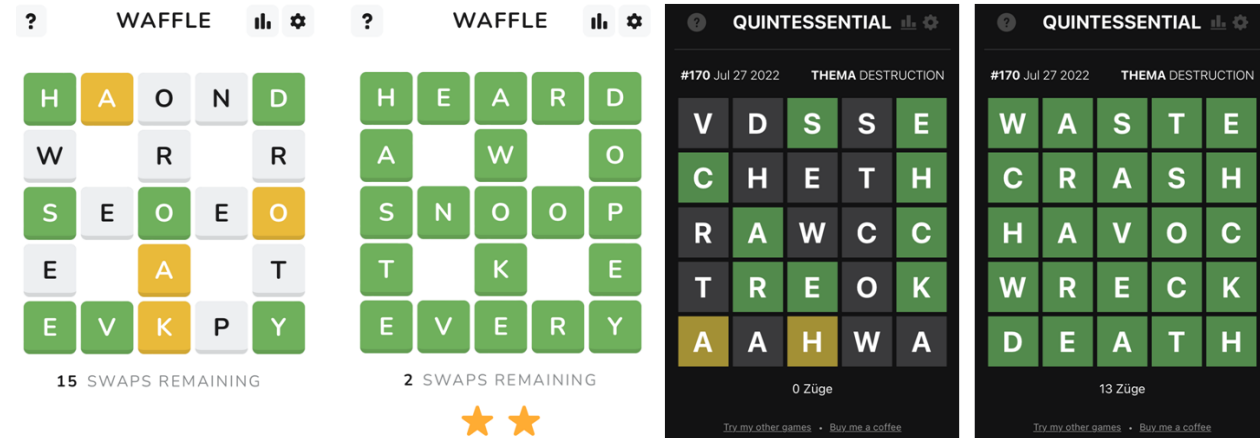 ? WAFFLE
H A O N D
W R R
S E O E O
E A T
E V K P Y
15 SWAPS REMAINING
? WAFFLE
H E A R D
A W O
S N O O P
T K E
E V E R Y
2 SWAPS REMAINING
? QUINTESSENTIAL
#170 Jul 27 2022 THEMA DESTRUCTION
V D S S E
C H E T H
R A W C C
T R E O K
A A H W A
0 Züge
Try my other games • Buy me a coffee
? QUINTESSENTIAL
#170 Jul 27 2022 THEMA DESTRUCTION
W A S T E
C R A S H
H A V O C
W R E C K
D E A T H
13 Züge
Try my other games • Buy me a coffee